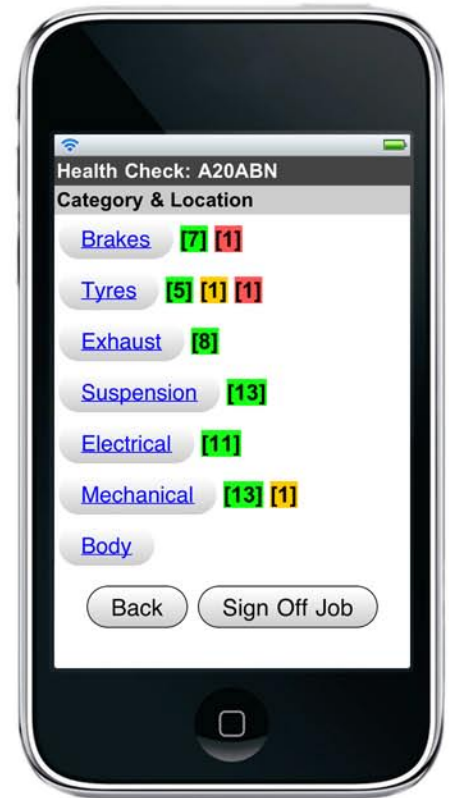 Health Check: A20ABN
Category & Location
Brakes [7] [1]
Tyres [5] [1] [1]
Exhaust [8]
Suspension [13]
Electrical [11]
Mechanical [13] [1]
Body
Back Sign Off Job